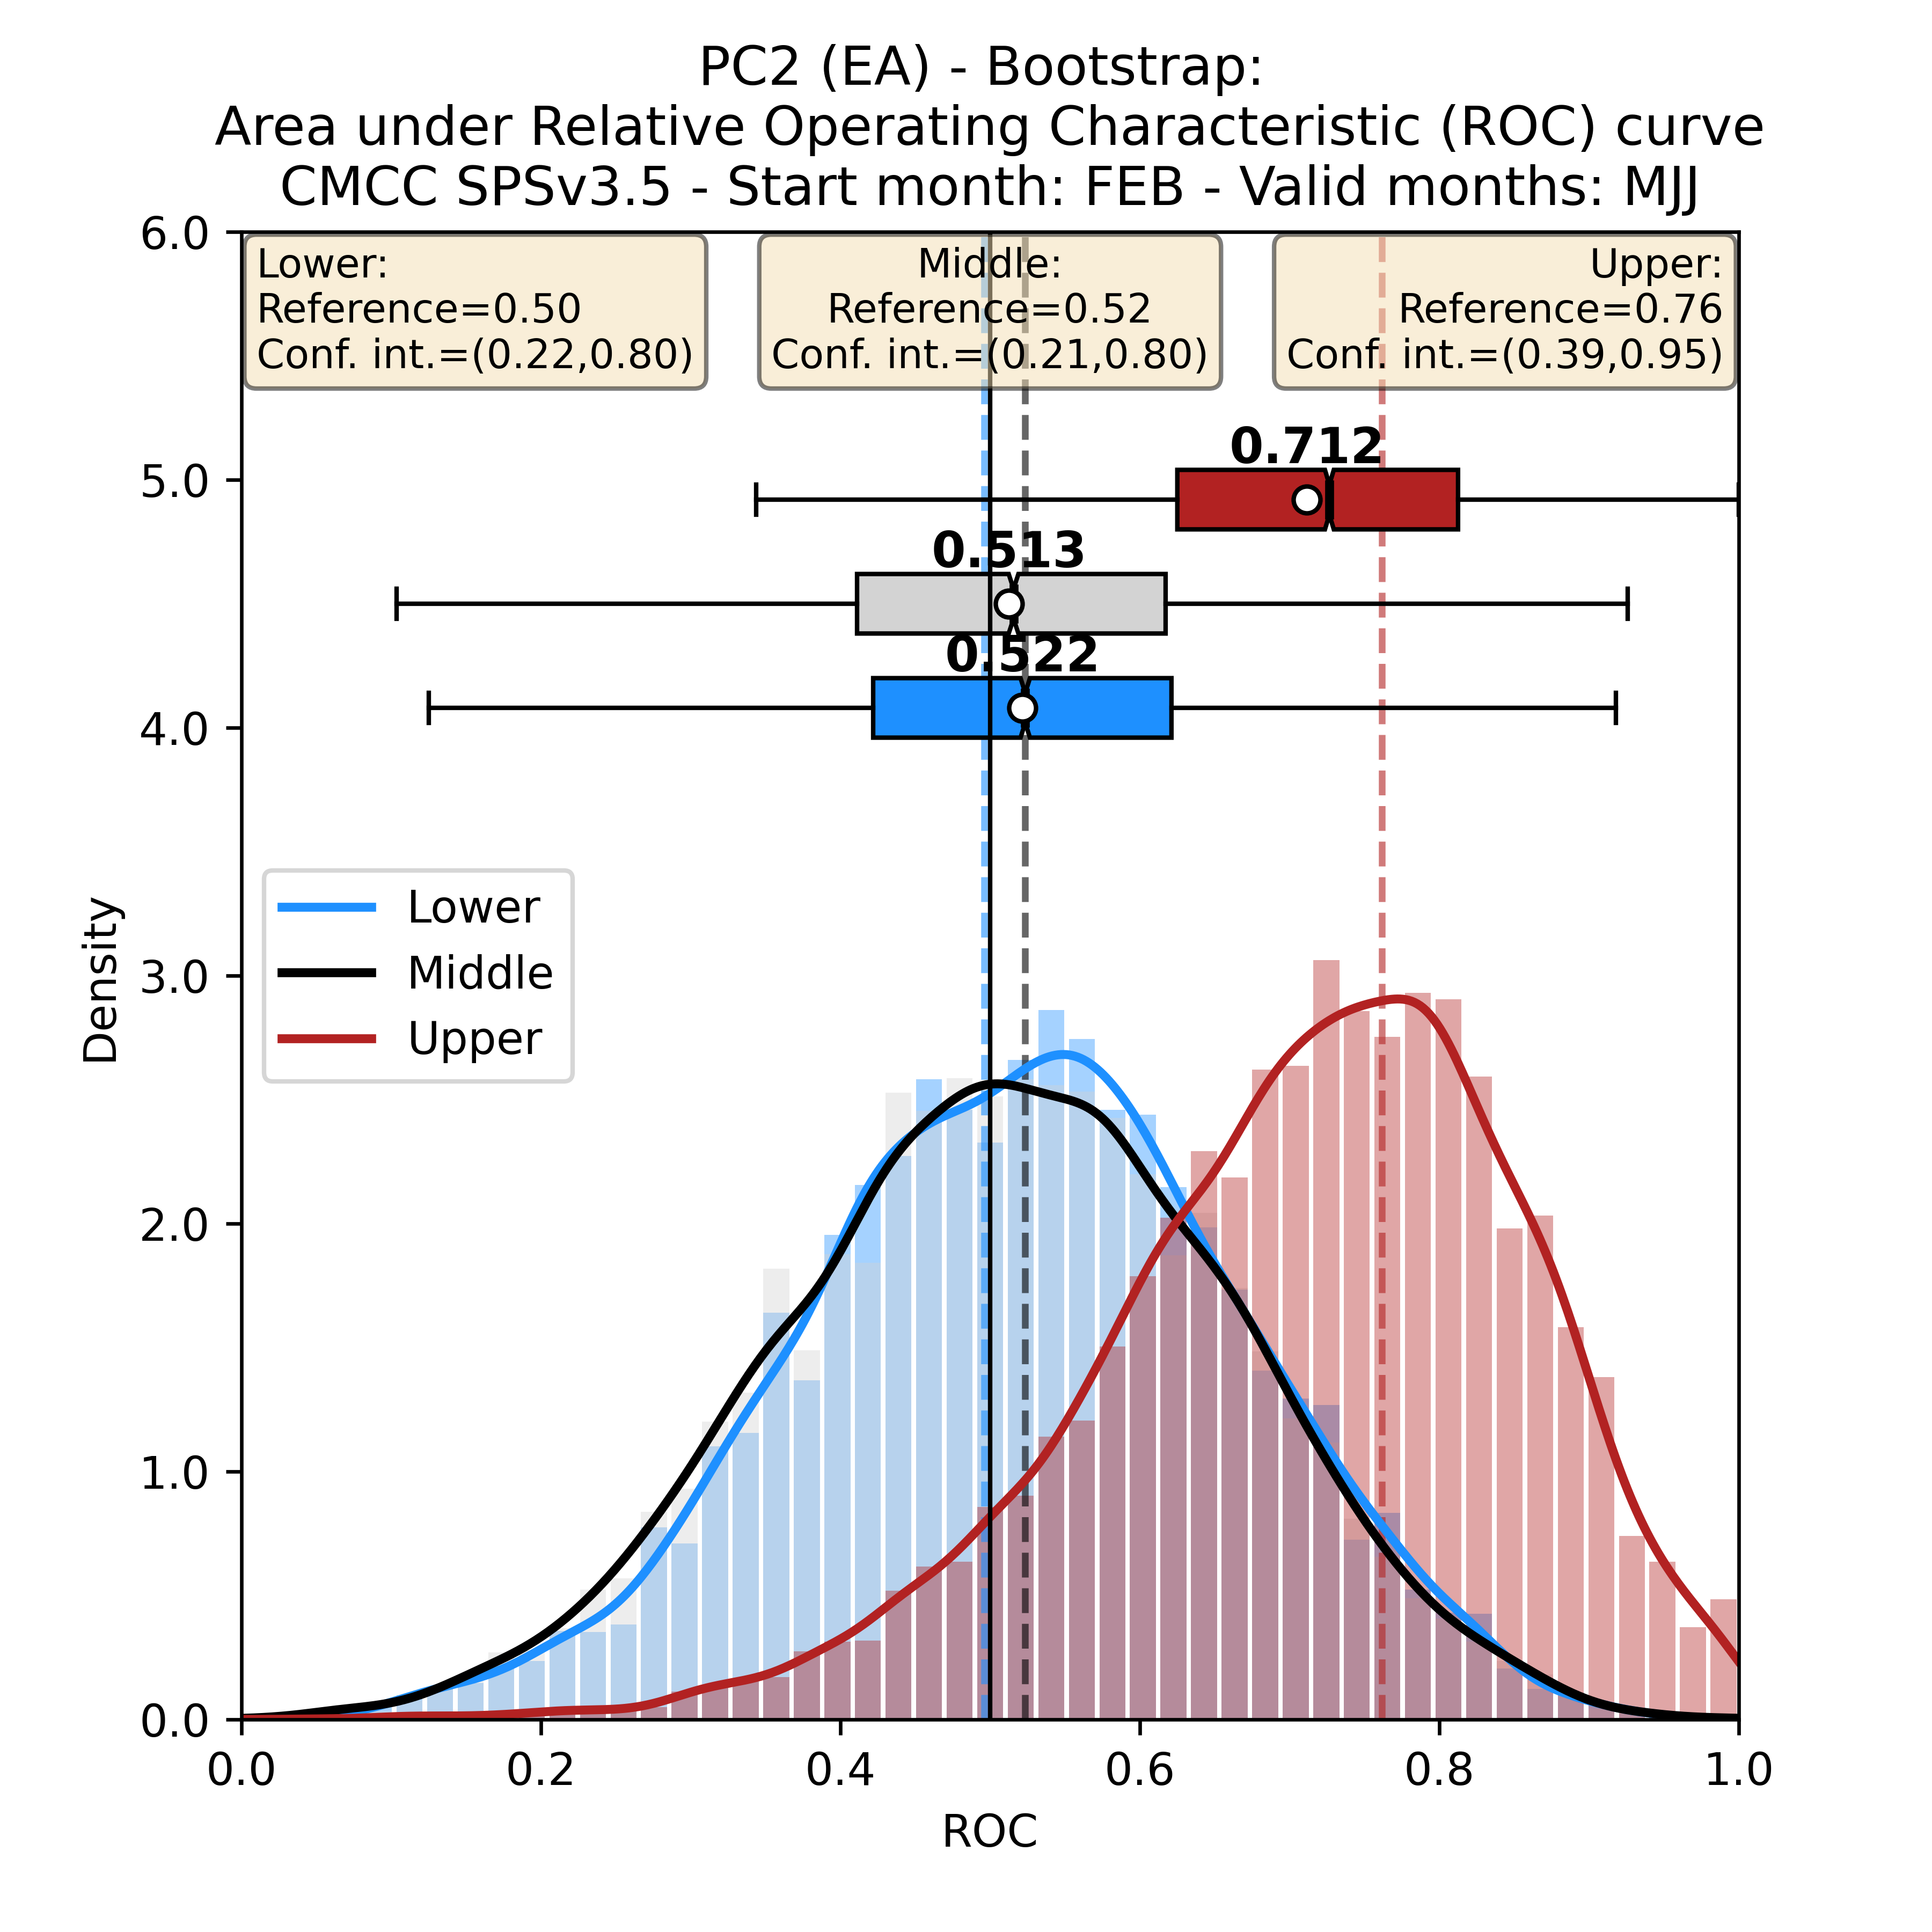 PC2 (EA) - Bootstrap:
Area under Relative Operating Characteristic (ROC) curve
CMCC SPSv3.5 - Start month: FEB - Valid months: MJJ
6.0
Lower:
Reference=0.50
Conf. int.=(0.22,0.80)
Middle:
Reference=0.52
Conf. int.=(0.21,0.80)
Upper:
Reference=0.76
Conf. int.=(0.39,0.95)
0.712
5.0
0.513
0.522
4.0
Lower
Middle
Upper
Density
3.0
2.0
1.0
0.0
0.0 0.2 0.4 0.6 0.8 1.0
ROC